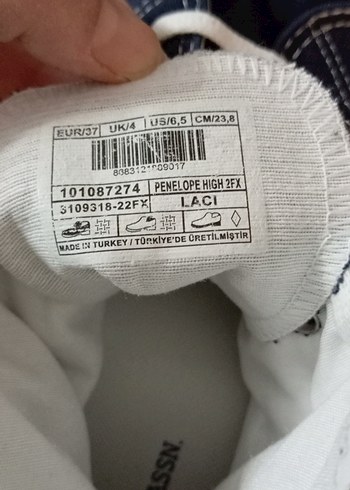 EUR/37 UK/4 US/6,5 CM/23,8
101087274 PENELOPE HIGH 2FX
3109318-22FX LACI
MADE IN TURKEY / TÜRKİYE'DE ÜRETİLMİŞTİR